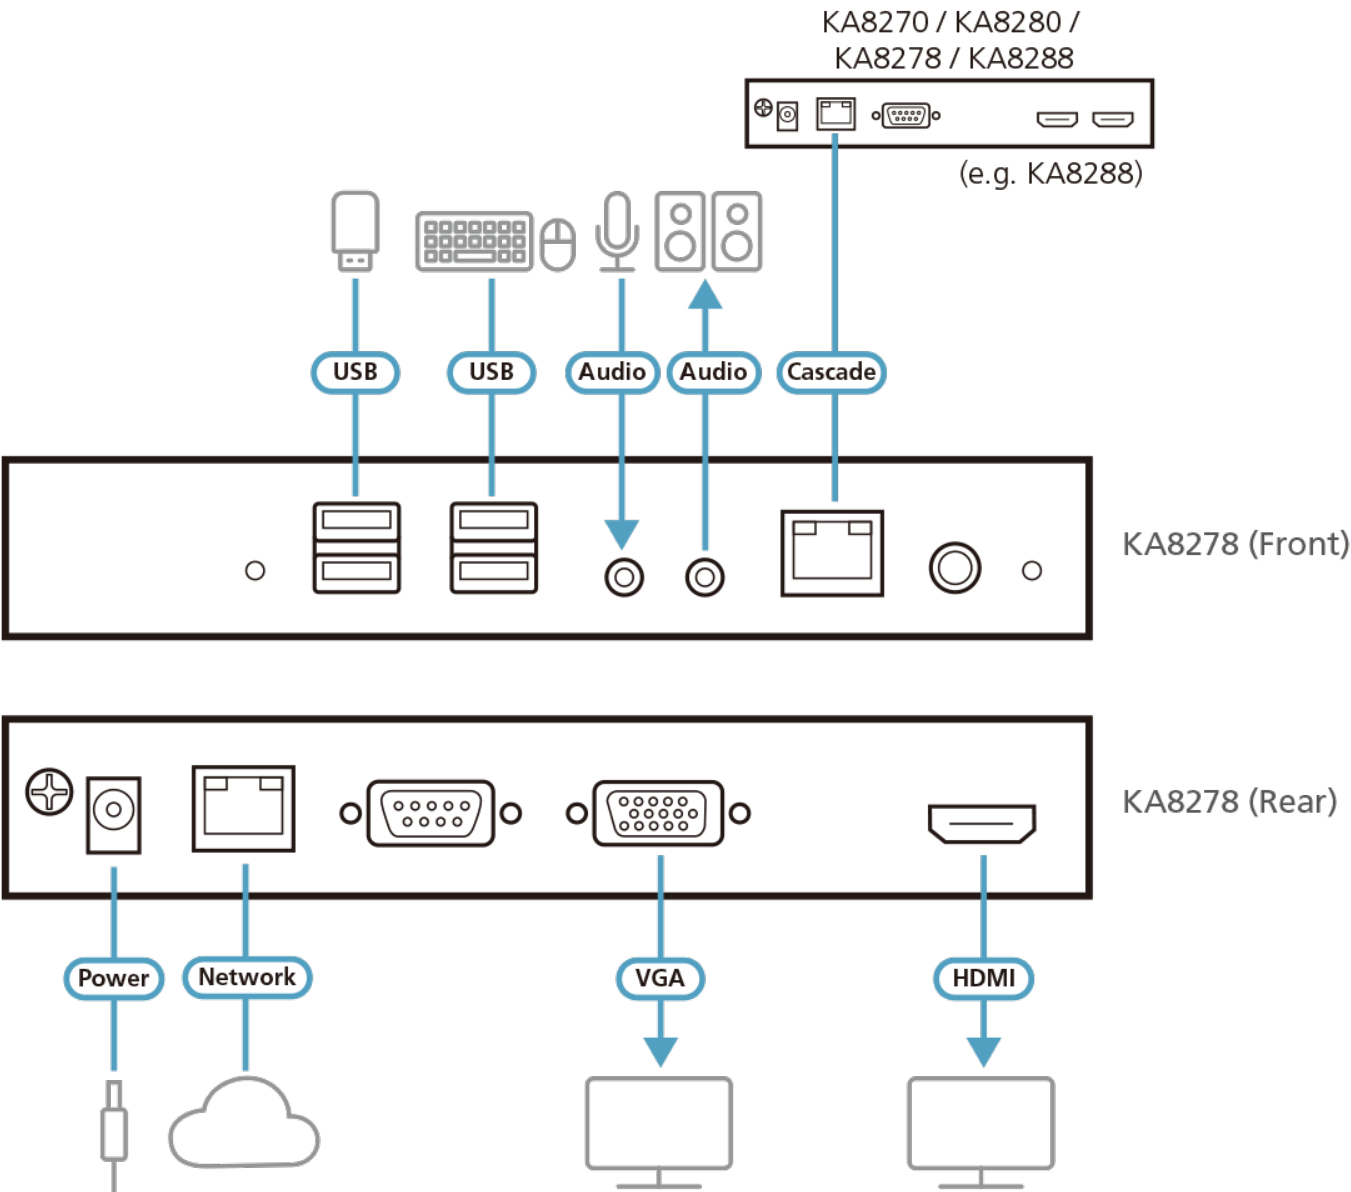 KA8270 / KA8280 /
KA8278 / KA8288
(e.g. KA8288)
USB
USB
Audio
Audio
Cascade
KA8278 (Front)
KA8278 (Rear)
Power
Network
VGA
HDMI